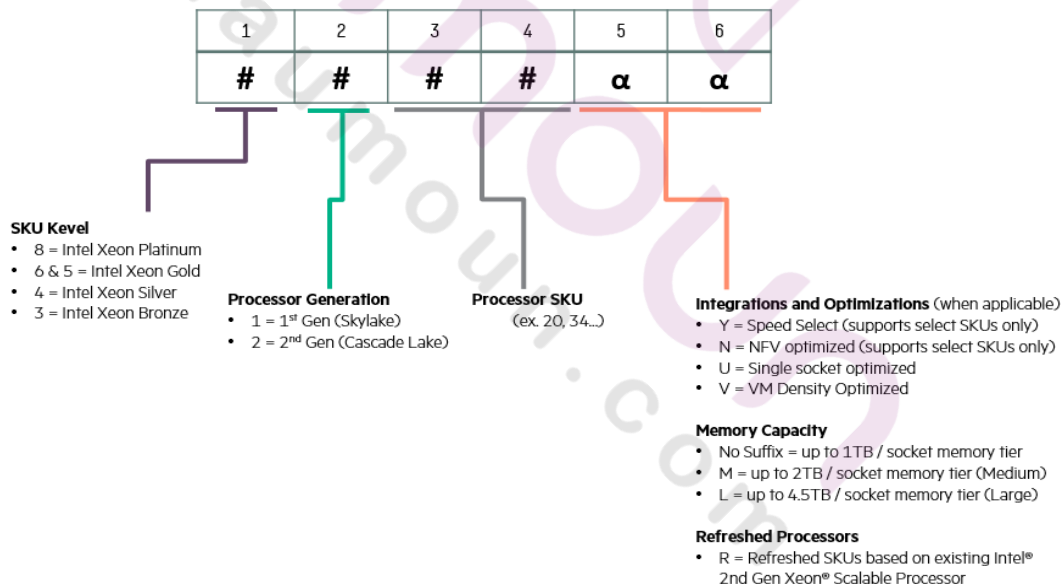 1 2 3 4 5 6
# # # # α α
SKU Kevel
• 8 = Intel Xeon Platinum
• 6 & 5 = Intel Xeon Gold
• 4 = Intel Xeon Silver
• 3 = Intel Xeon Bronze
Processor Generation
• 1 = 1st Gen (Skylake)
• 2 = 2nd Gen (Cascade Lake)
Processor SKU
(ex. 20, 34...)
Integrations and Optimizations (when applicable)
• Y = Speed Select (supports select SKUs only)
• N = NFV optimized (supports select SKUs only)
• U = Single socket optimized
• V = VM Density Optimized
Memory Capacity
• No Suffix = up to 1TB / socket memory tier
• M = up to 2TB / socket memory tier (Medium)
• L = up to 4.5TB / socket memory tier (Large)
Refreshed Processors
• R = Refreshed SKUs based on existing Intel®
2nd Gen Xeon® Scalable Processor